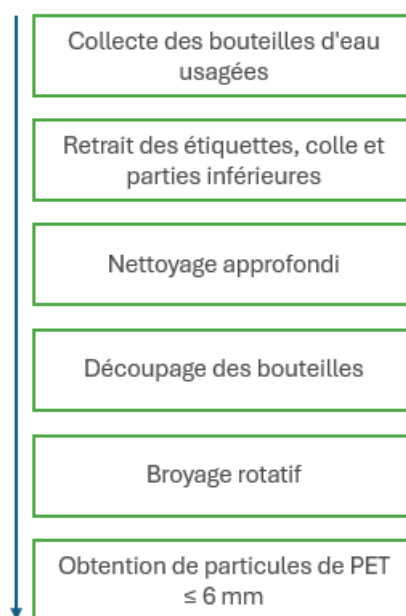 Collecte des bouteilles d'eau
usagées
Retrait des étiquettes, colle et
parties inférieures
Nettoyage approfondi
Découpage des bouteilles
Broyage rotatif
Obtention de particules de PET
≤ 6 mm